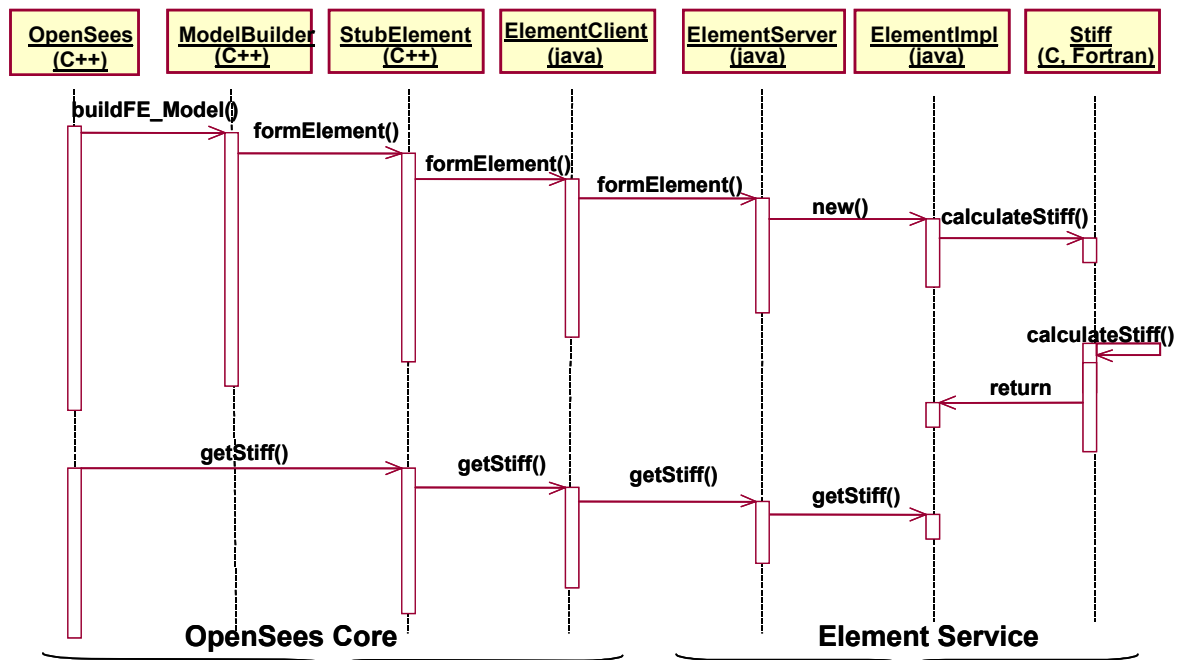 OpenSees
(C++)
ModelBuilder
(C++)
StubElement
(C++)
ElementClient
(java)
ElementServer
(java)
ElementImpl
(java)
Stiff
(C, Fortran)
buildFE_Model()
formElement()
formElement()
formElement()
new()
calculateStiff()
calculateStiff()
return
getStiff()
getStiff()
getStiff()
getStiff()
OpenSees Core
Element Service